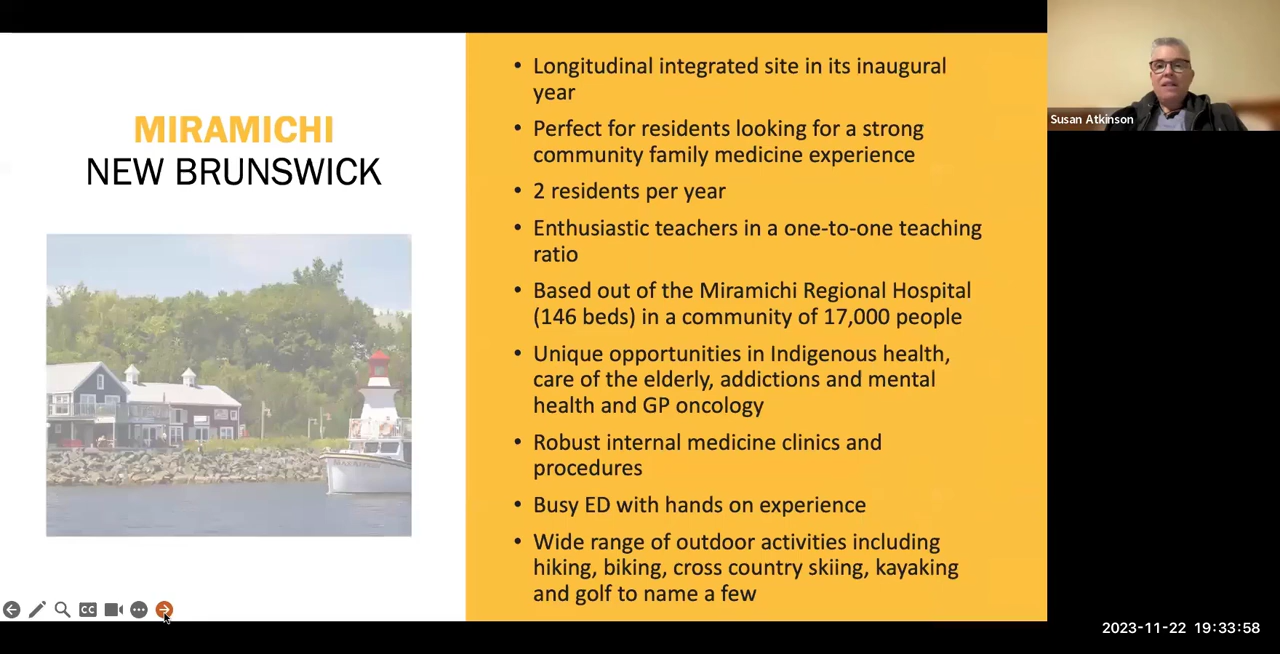 MIRAMICHI
NEW BRUNSWICK
• Longitudinal integrated site in its inaugural
year
• Perfect for residents looking for a strong
community family medicine experience
• 2 residents per year
• Enthusiastic teachers in a one-to-one teaching
ratio
• Based out of the Miramichi Regional Hospital
(146 beds) in a community of 17,000 people
• Unique opportunities in Indigenous health,
care of the elderly, addictions and mental
health and GP oncology
• Robust internal medicine clinics and
procedures
• Busy ED with hands on experience
• Wide range of outdoor activities including
hiking, biking, cross country skiing, kayaking
and golf to name a few
Susan Atkinson
CC
2023-11-22 19:33:58